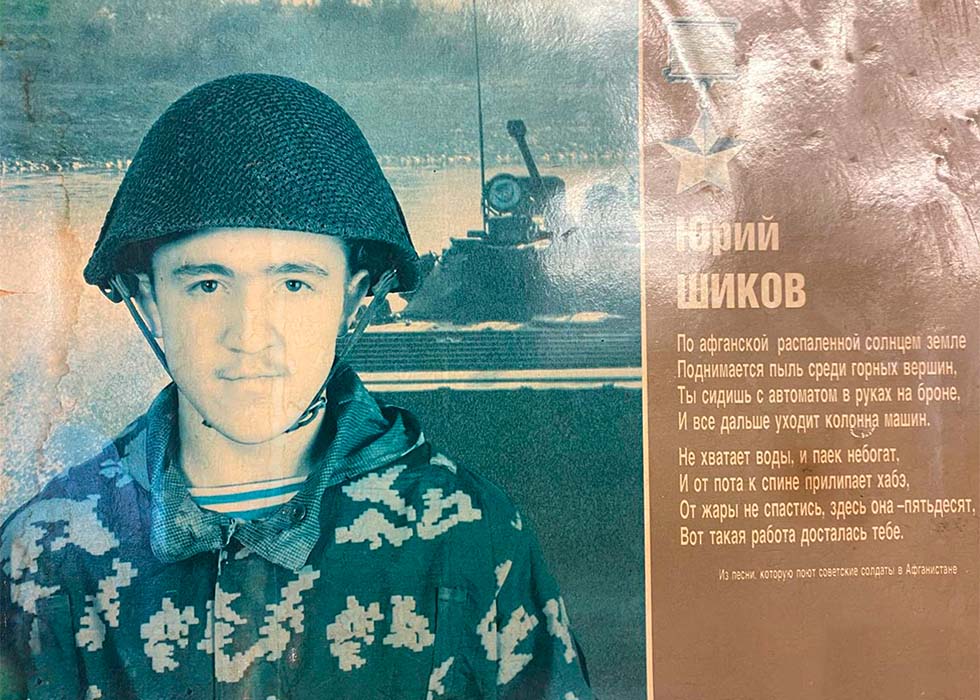 Юрий
ШИКОВ
По афганской распаленной солнцем земле
Поднимается пыль среди горных вершин,
Ты сидишь с автоматом в руках на броне,
И все дальше уходит колонна машин.
Не хватает воды, и паек небогат,
И от пота к спине прилипает хабэ,
От жары не спастись, здесь она –пятьдесят,
Вот такая работа досталась тебе.
Из песни, которую поют советские солдаты в Афганистане